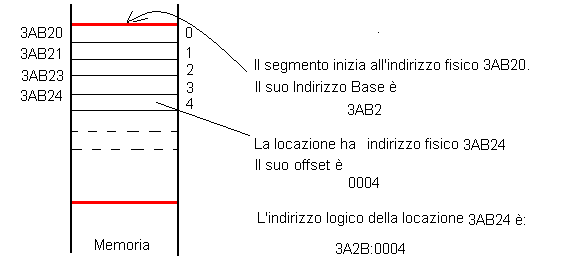 3AB20
0
3AB21
1
3AB23
2
3AB24
3
4
Il segmento inizia all'indirizzo fisico 3AB20.
Il suo Indirizzo Base è
3AB2
La locazione ha indirizzo fisico 3AB24
Il suo offset è
0004
L'indirizzo logico della locazione 3AB24 è:
3A2B:0004
Memoria